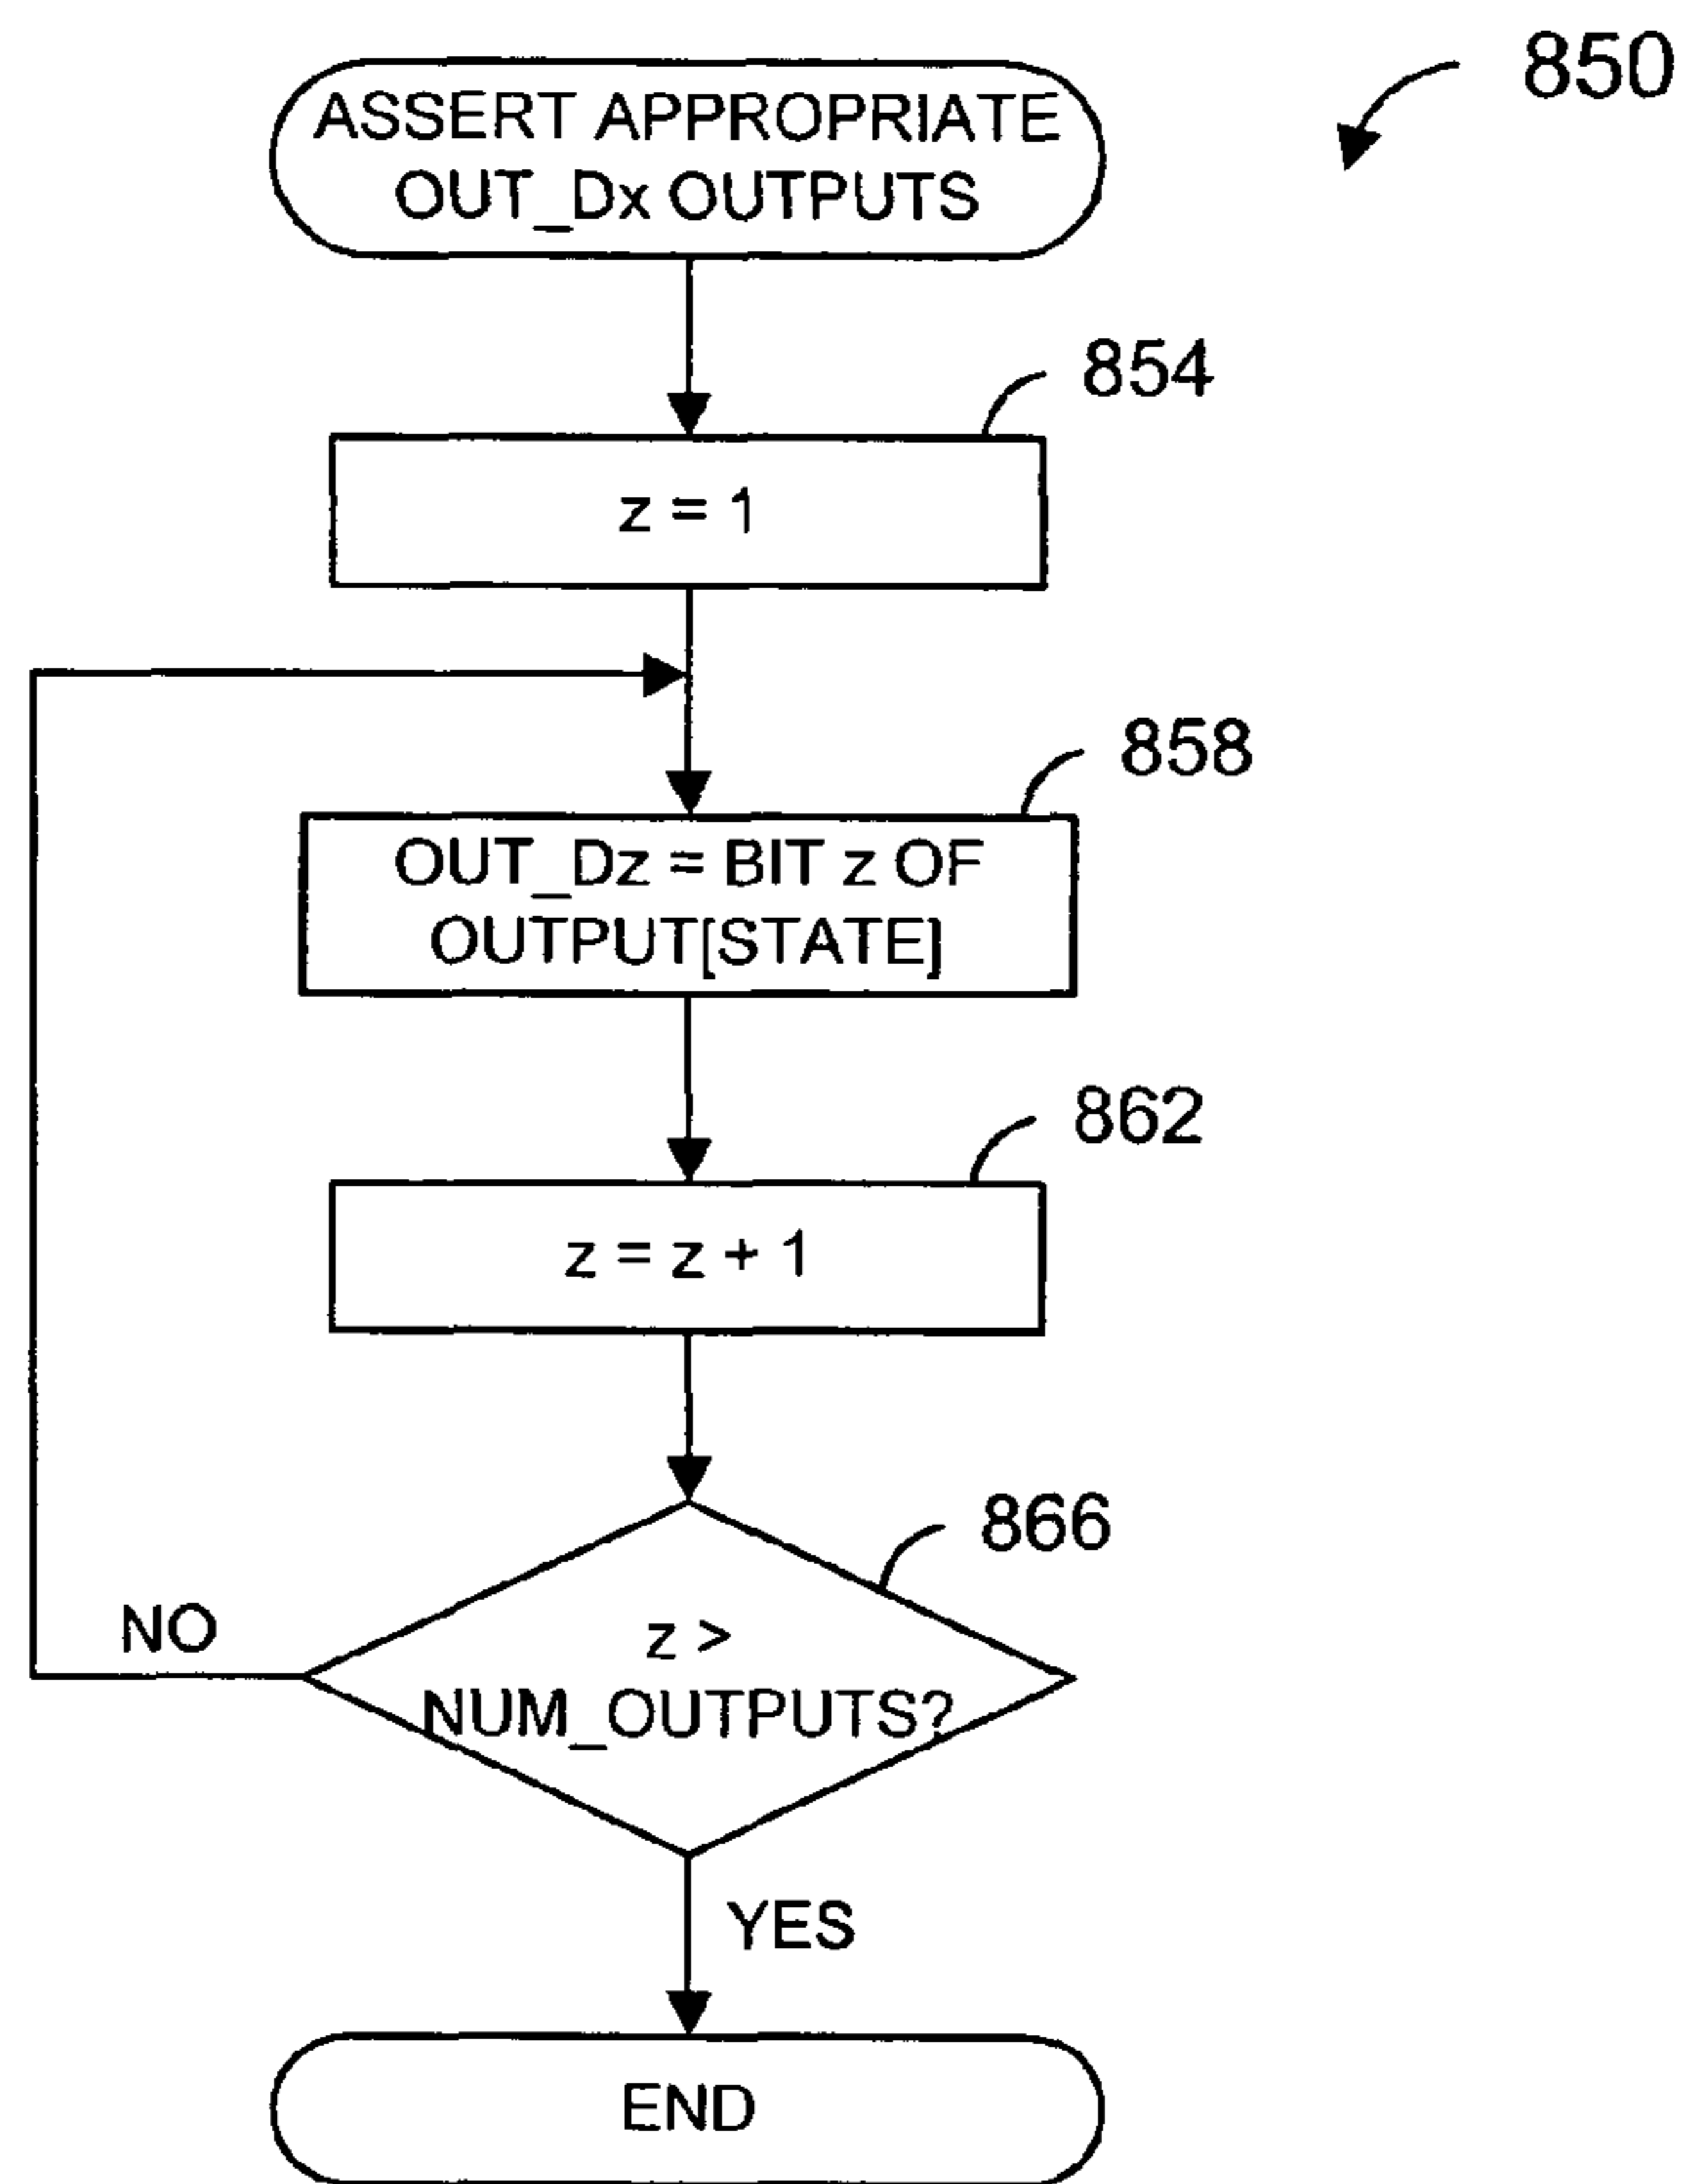 850
ASSERT APPROPRIATE
OUT_Dx OUTPUTS
854
z = 1
858
OUT_Dz = BIT z OF
OUTPUT[STATE]
862
z = z + 1
866
z >
NUM_OUTPUTS?
NO
YES
END